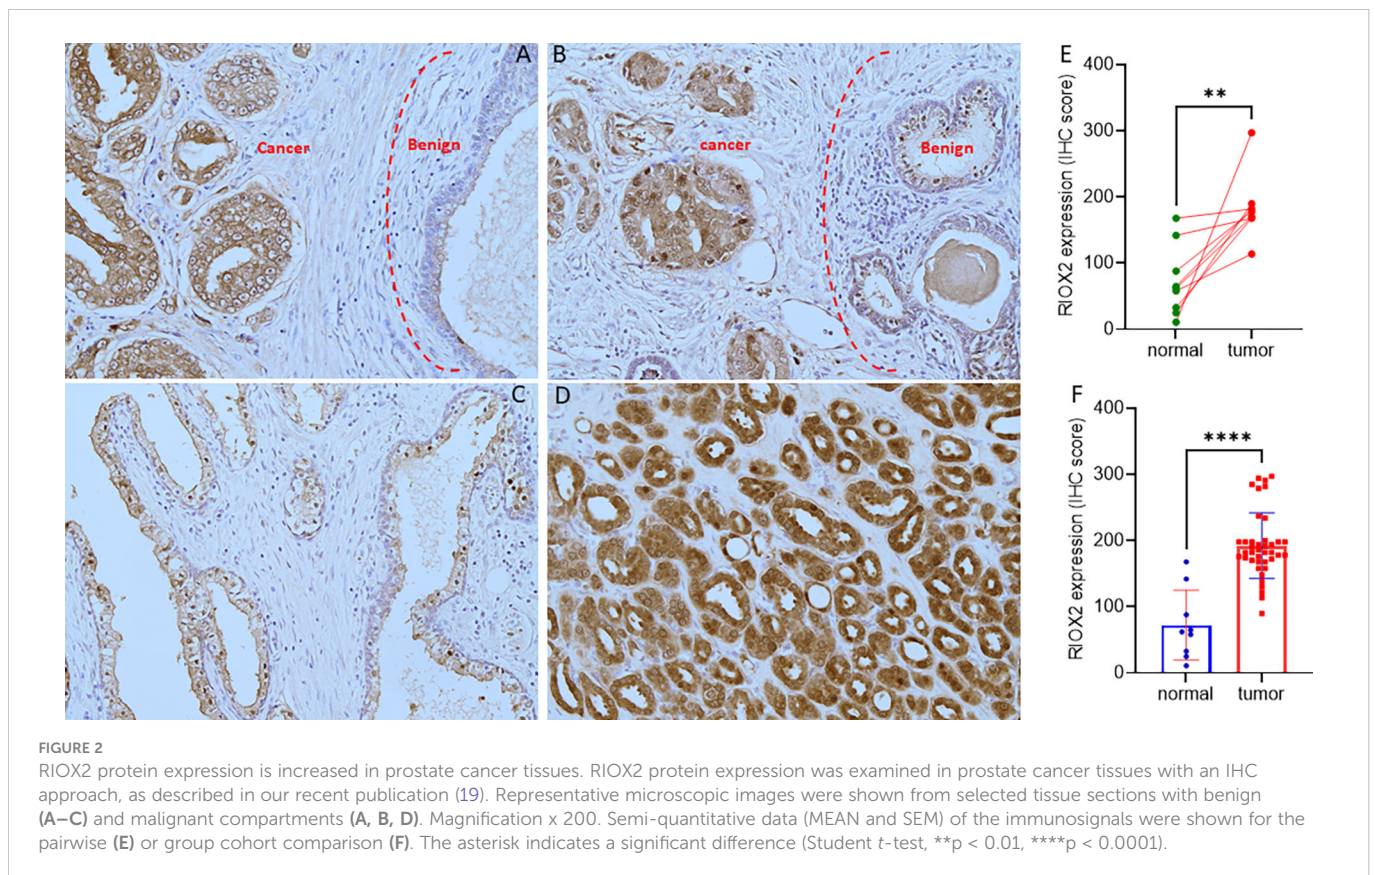 A
Cancer
Benign
B
cancer
Benign
C
D
E
RIOX2 expression (IHC score)
400
300
200
100
0
**
normal
tumor
F
RIOX2 expression (IHC score)
400
300
200
100
0
****
normal
tumor
FIGURE 2
RIOX2 protein expression is increased in prostate cancer tissues. RIOX2 protein expression was examined in prostate cancer tissues with an IHC
approach, as described in our recent publication (19). Representative microscopic images were shown from selected tissue sections with benign
(A–C) and malignant compartments (A, B, D). Magnification x 200. Semi-quantitative data (MEAN and SEM) of the immunosignals were shown for the
pairwise (E) or group cohort comparison (F). The asterisk indicates a significant difference (Student t-test, **p < 0.01, ****p < 0.0001).